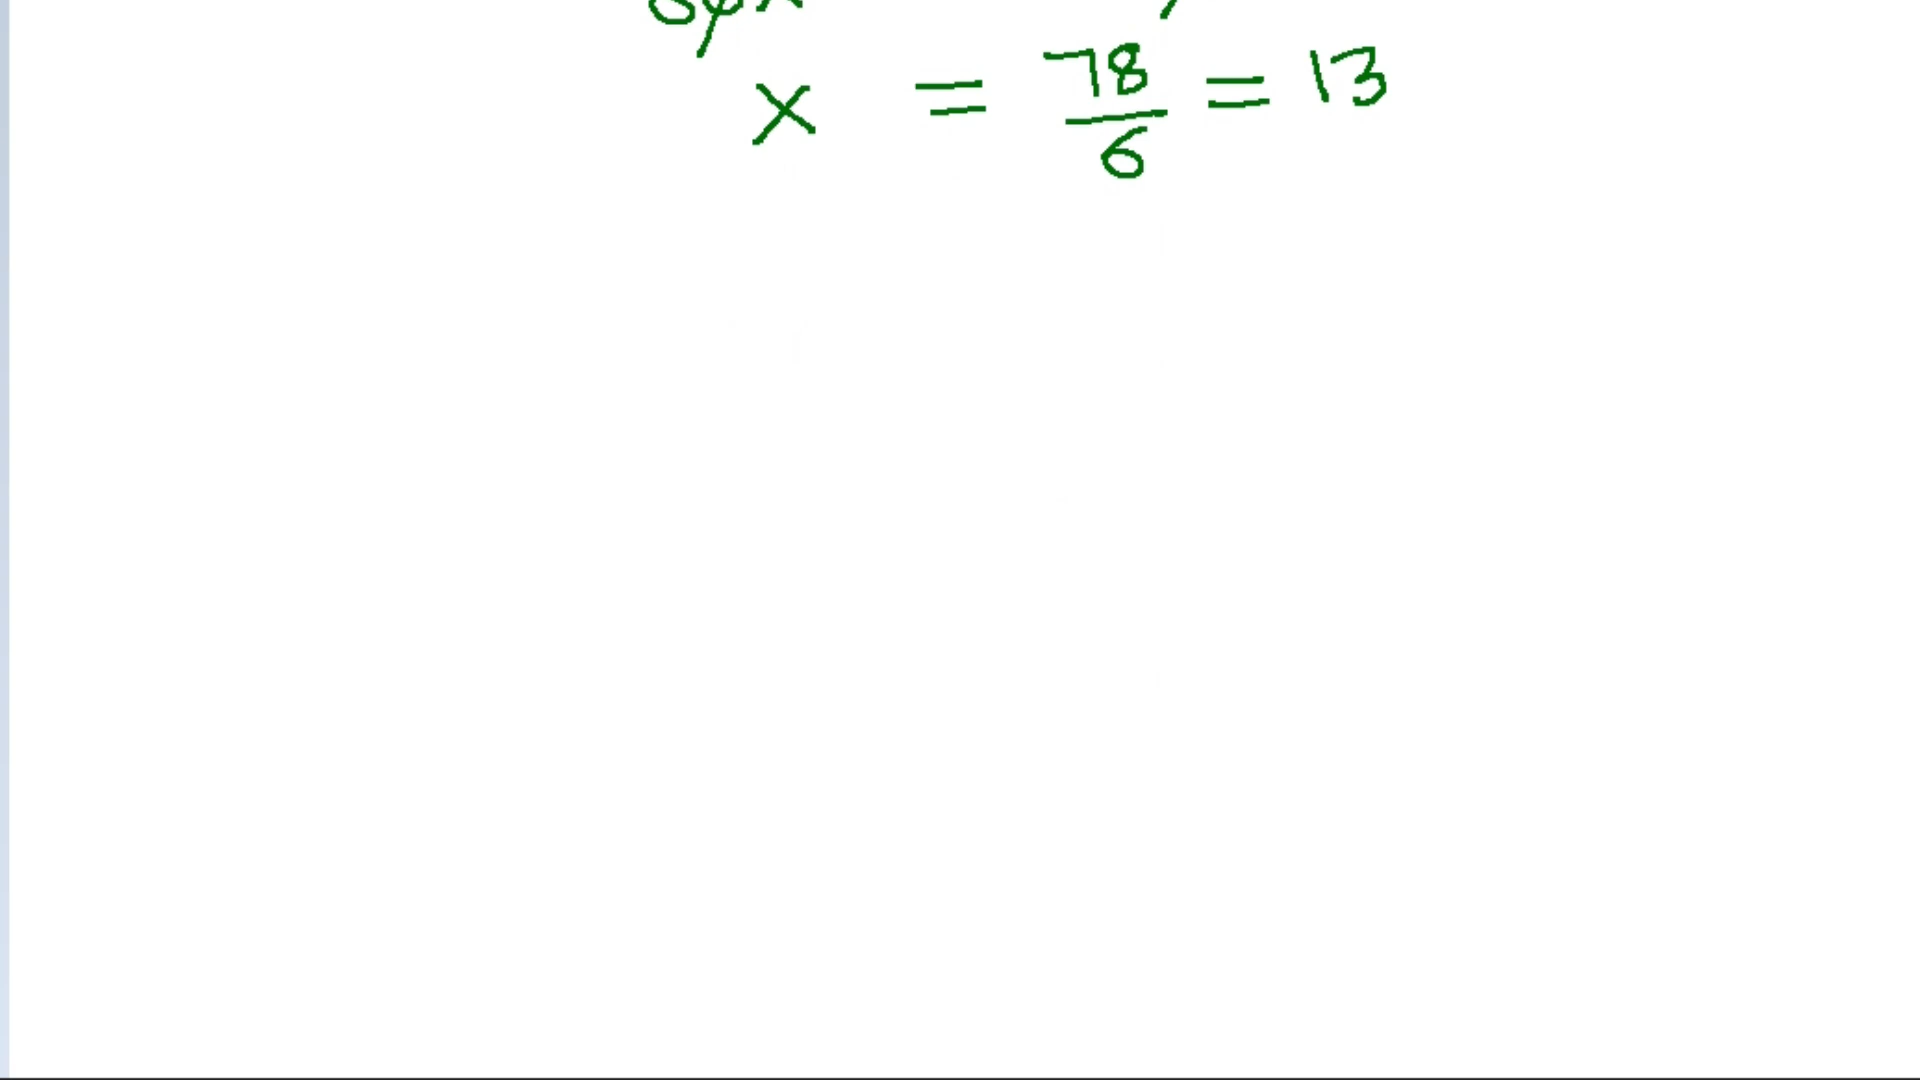 x = 78/6 = 13